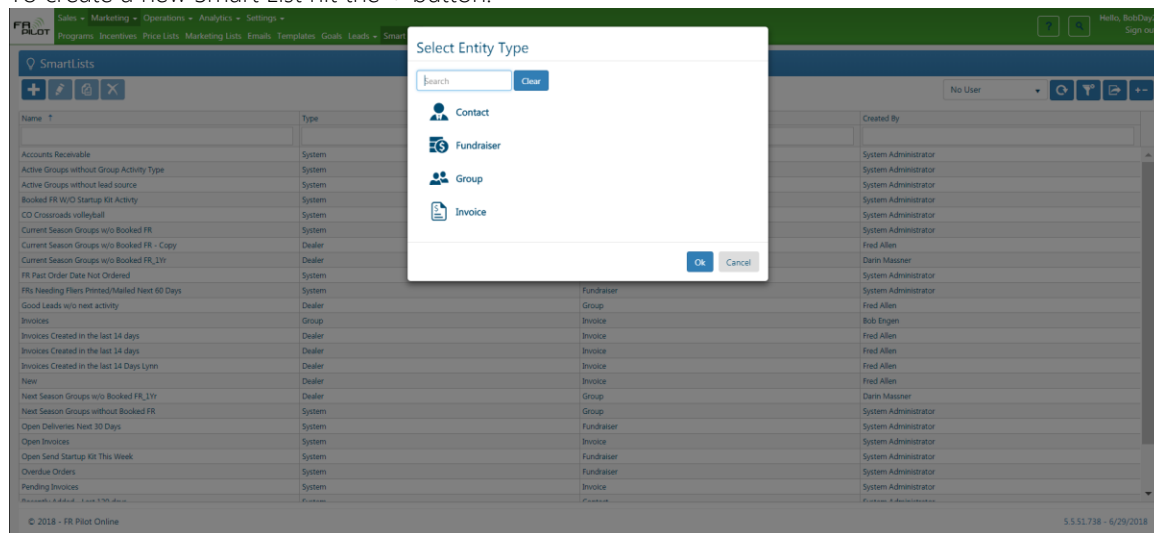 To create a new Smart List hit the + button.
FR PILOT
Sales Marketing Operations Analytics Settings
Hello, BobDay.
Programs Incentives Price Lists Marketing Lists Emails Templates Goals Leads Smart
? Sign ou
SmartLists
Select Entity Type
Search Clear
No User
Contact
Fundraiser
Group
Invoice
Ok Cancel
Name ↑ Type Created By
Accounts Receivable System System Administrator
Active Groups without Group Activity Type System System Administrator
Active Groups without lead source System System Administrator
Booked FR W/O Startup Kit Activty System System Administrator
CO Crossroads volleyball System System Administrator
Current Season Groups w/o Booked FR System System Administrator
Current Season Groups w/o Booked FR - Copy Dealer Fred Allen
Current Season Groups w/o Booked FR_1Yr Dealer Darin Massner
FR Past Order Date Not Ordered System System Administrator
FRs Needing Fliers Printed/Mailed Next 60 Days System Fundraiser System Administrator
Good Leads w/o next activity Dealer Group Fred Allen
Invoices Group Invoice Bob Engen
Invoices Created in the last 14 days Dealer Invoice Fred Allen
Invoices Created in the last 14 days Dealer Invoice Fred Allen
Invoices Created in the last 14 Days Lynn Dealer Invoice Fred Allen
New Dealer Invoice Fred Allen
Next Season Groups w/o Booked FR_1Yr Dealer Group Darin Massner
Next Season Groups without Booked FR System Group System Administrator
Open Deliveries Next 30 Days System Fundraiser System Administrator
Open Invoices System Invoice System Administrator
Open Send Startup Kit This Week System Fundraiser System Administrator
Overdue Orders System Fundraiser System Administrator
Pending Invoices System Invoice System Administrator
© 2018 - FR Pilot Online 5.5.51.738 - 6/29/2018